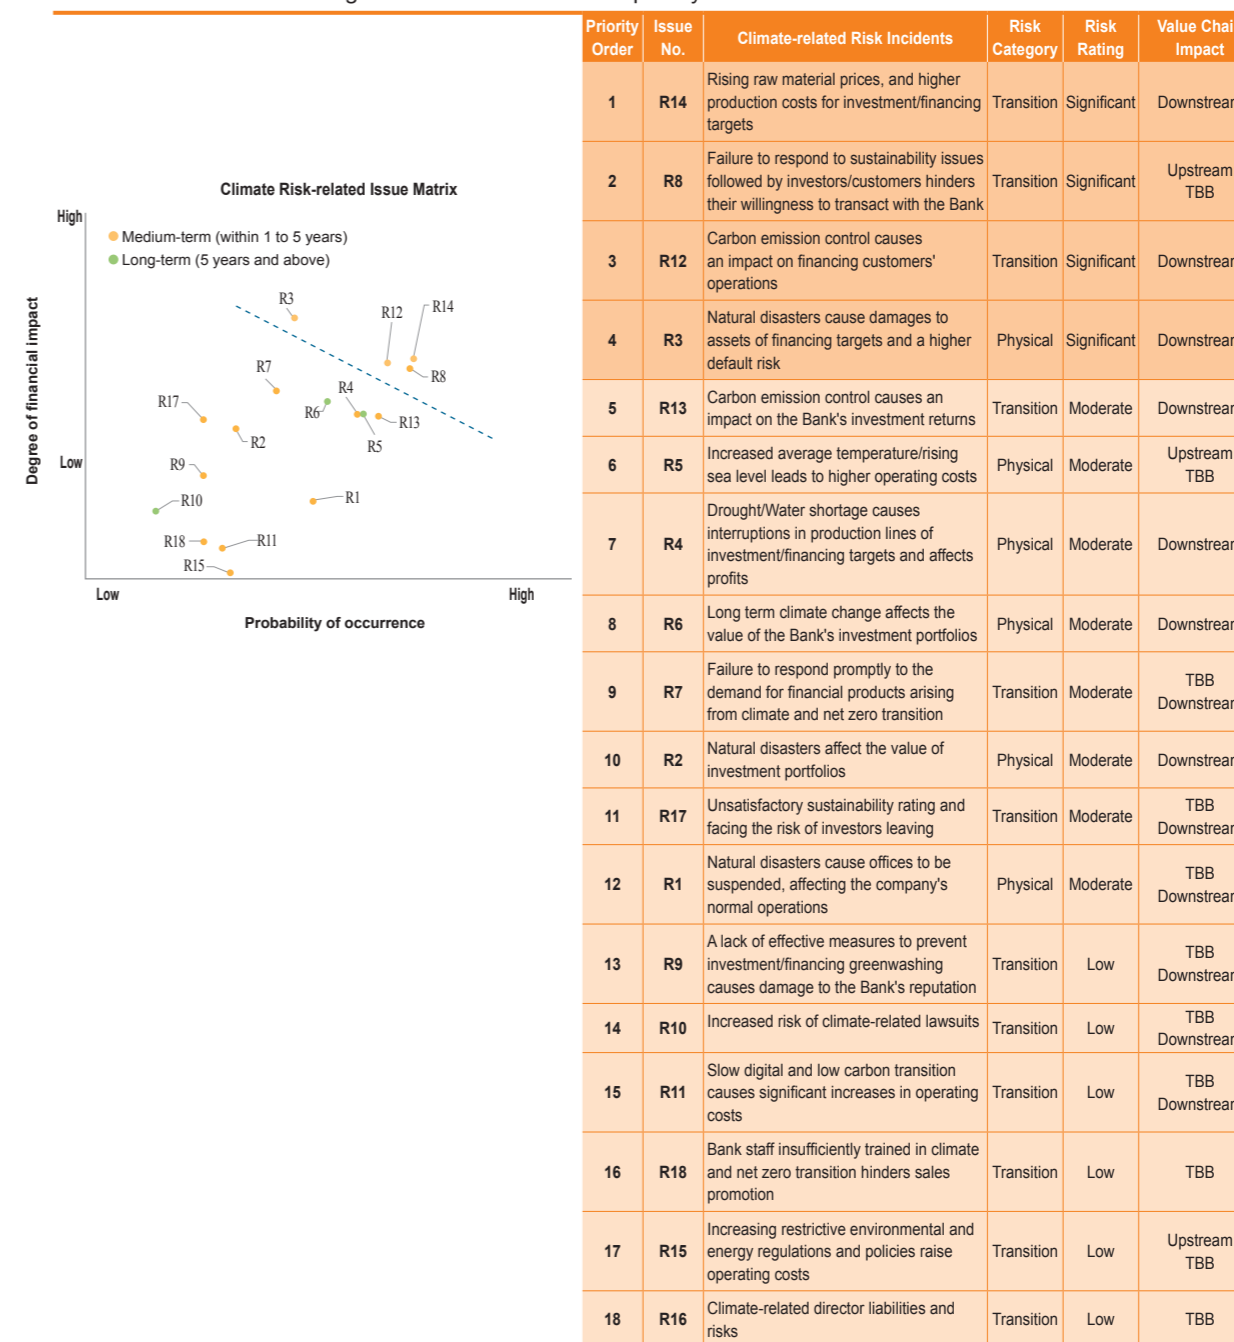 Climate Risk-related Issue Matrix
High
Medium-term (within 1 to 5 years)
Long-term (5 years and above)
R3
R12
R14
R7
R8
R4
R17
R6
R13
R2
R5
Low
R9
R10
R1
R18
R11
R15
Degree of financial impact
Low
High
Probability of occurrence
Priority Order
Issue No.
Climate-related Risk Incidents
Risk Category
Risk Rating
Value Chai
Impact
1
R14
Rising raw material prices, and higher
production costs for investment/financing
targets
Transition
Significant
Downstrear
2
R8
Failure to respond to sustainability issues
followed by investors/customers hinders
their willingness to transact with the Bank
Transition
Significant
Upstream
TBB
3
R12
Carbon emission control causes
an impact on financing customers'
operations
Transition
Significant
Downstrear
4
R3
Natural disasters cause damages to
assets of financing targets and a higher
default risk
Physical
Significant
Downstrear
5
R13
Carbon emission control causes an
impact on the Bank's investment returns
Transition
Moderate
Downstrear
6
R5
Increased average temperature/rising
sea level leads to higher operating costs
Physical
Moderate
Upstream
TBB
7
R4
Drought/Water shortage causes
interruptions in production lines of
investment/financing targets and affects
profits
Physical
Moderate
Downstrear
8
R6
Long term climate change affects the
value of the Bank's investment portfolios
Physical
Moderate
Downstrear
9
R7
Failure to respond promptly to the
demand for financial products arising
from climate and net zero transition
Transition
Moderate
TBB
Downstrear
10
R2
Natural disasters affect the value of
investment portfolios
Physical
Moderate
Downstrear
11
R17
Unsatisfactory sustainability rating and
facing the risk of investors leaving
Transition
Moderate
TBB
Downstrear
12
R1
Natural disasters cause offices to be
suspended, affecting the company's
normal operations
Physical
Moderate
TBB
Downstrear
13
R9
A lack of effective measures to prevent
investment/financing greenwashing
causes damage to the Bank's reputation
Transition
Low
TBB
Downstrear
14
R10
Increased risk of climate-related lawsuits
Transition
Low
TBB
Downstrear
15
R11
Slow digital and low carbon transition
causes significant increases in operating
costs
Transition
Low
TBB
Downstrear
16
R18
Bank staff insufficiently trained in climate
and net zero transition hinders sales
promotion
Transition
Low
TBB
17
R15
Increasing restrictive environmental and
energy regulations and policies raise
operating costs
Transition
Low
Upstream
TBB
18
R16
Climate-related director liabilities and
risks
Transition
Low
TBB